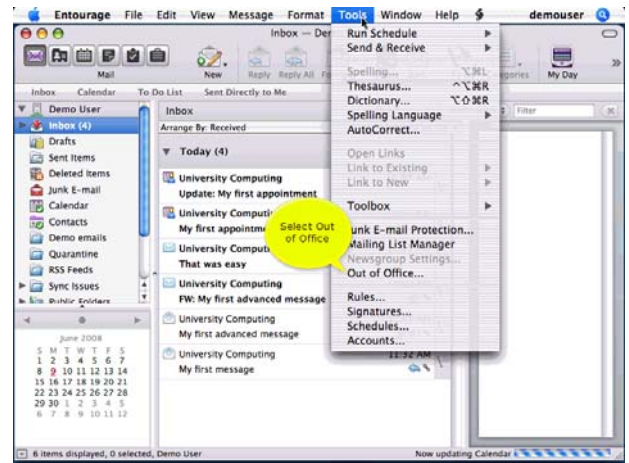 Entourage File Edit View Message Format Tools Window Help demouser
Inbox — Der
Mail
New Reply Reply All My Day
Inbox Calendar To Do List Sent Directly to Me
Demo User
Inbox (4)
Drafts
Sent Items
Deleted Items
Junk E-mail
Calendar
Contacts
Demo emails
Quarantine
RSS Feeds
Sync Issues
Public Folders
June 2008
S M T W T F S
1 2 3 4 5 6 7
8 9 10 11 12 13 14
15 16 17 18 19 20 21
22 23 24 25 26 27 28
29 30 1 2 3 4 5
6 7 8 9 10 11 12
Inbox
Arrange By: Received
Today (4)
University Computing
Update: My first appointment
University Computi
My first appointme
University Computi
That was easy
University Computing
FW: My first advanced message
University Computing
My first advanced message
University Computing
11:32 AM
My first message
Select Out
of Office
Run Schedule
Send & Receive
Spelling... ⌥⌘L
Thesaurus... ^⌥⌘R
Dictionary... ⌥⇧⌘R
Spelling Language
AutoCorrect...
Open Links
Link to Existing
Link to New
Toolbox
unk E-mail Protection...
Mailing List Manager
Newsgroup Settings...
Out of Office...
Rules...
Signatures...
Schedules...
Accounts...
egories
Filter
6 items displayed, 0 selected, Demo User
Now updating Calendar